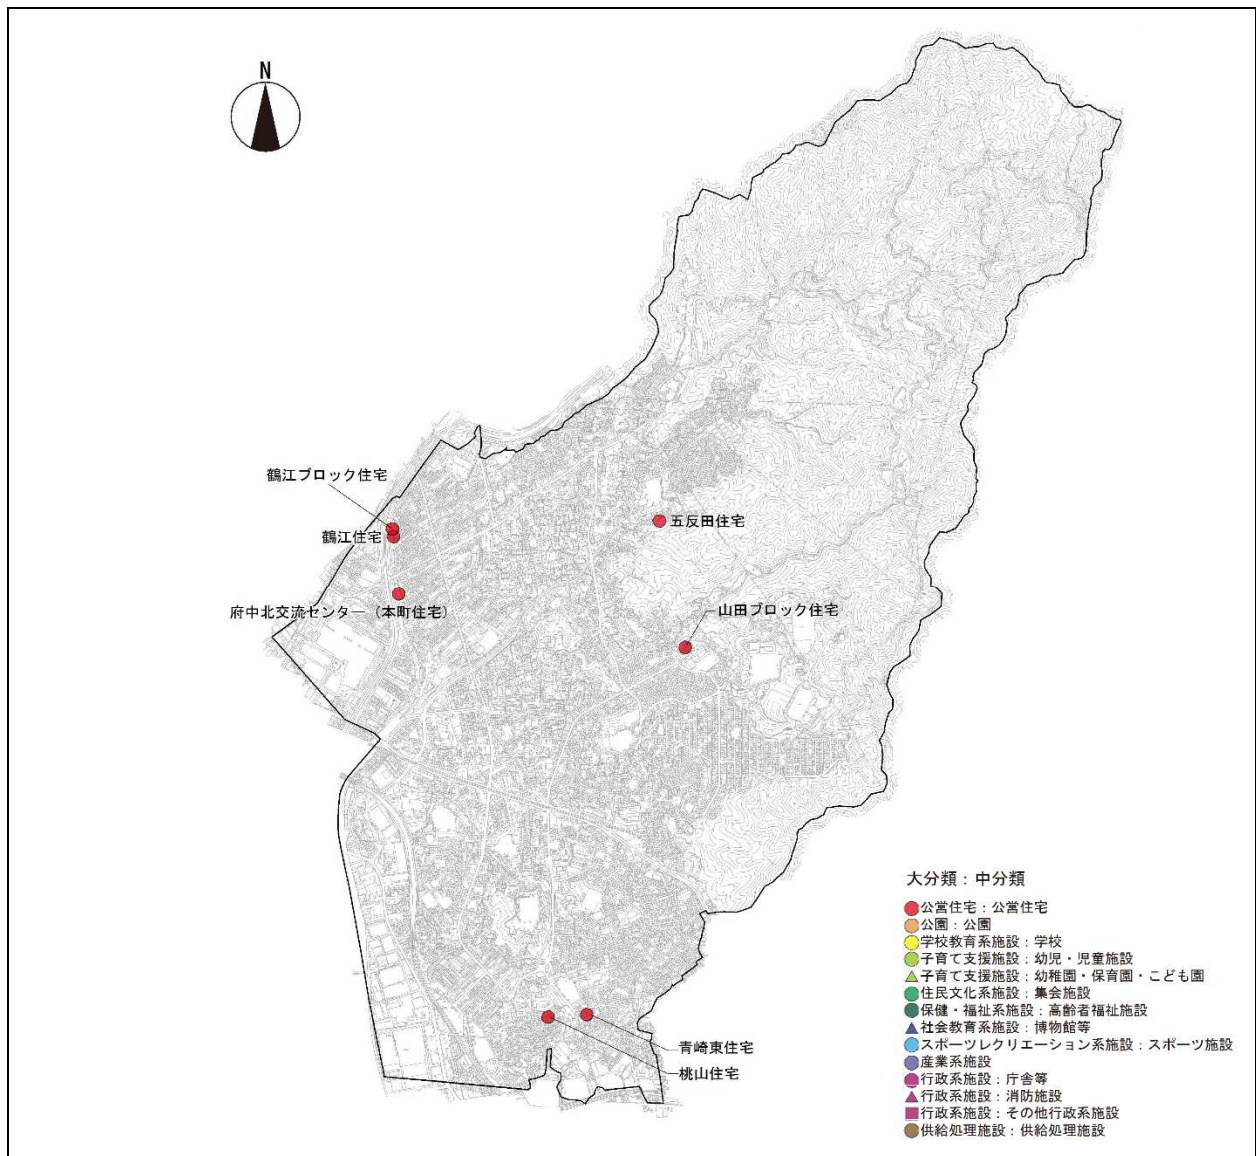 N
鶴江ブロック住宅
鶴江住宅
五反田住宅
府中北交流センター（本町住宅）
山田ブロック住宅
青崎東住宅
桃山住宅
大分類：中分類
公営住宅：公営住宅
公園：公園
学校教育系施設：学校
子育て支援施設：幼児・児童施設
子育て支援施設：幼稚園・保育園・こども園
住民文化系施設：集会施設
保健・福祉系施設：高齢者福祉施設
社会教育系施設：博物館等
スポーツレクリエーション系施設：スポーツ施設
産業系施設
行政系施設：庁舎等
行政系施設：消防施設
行政系施設：その他行政系施設
供給処理施設：供給処理施設